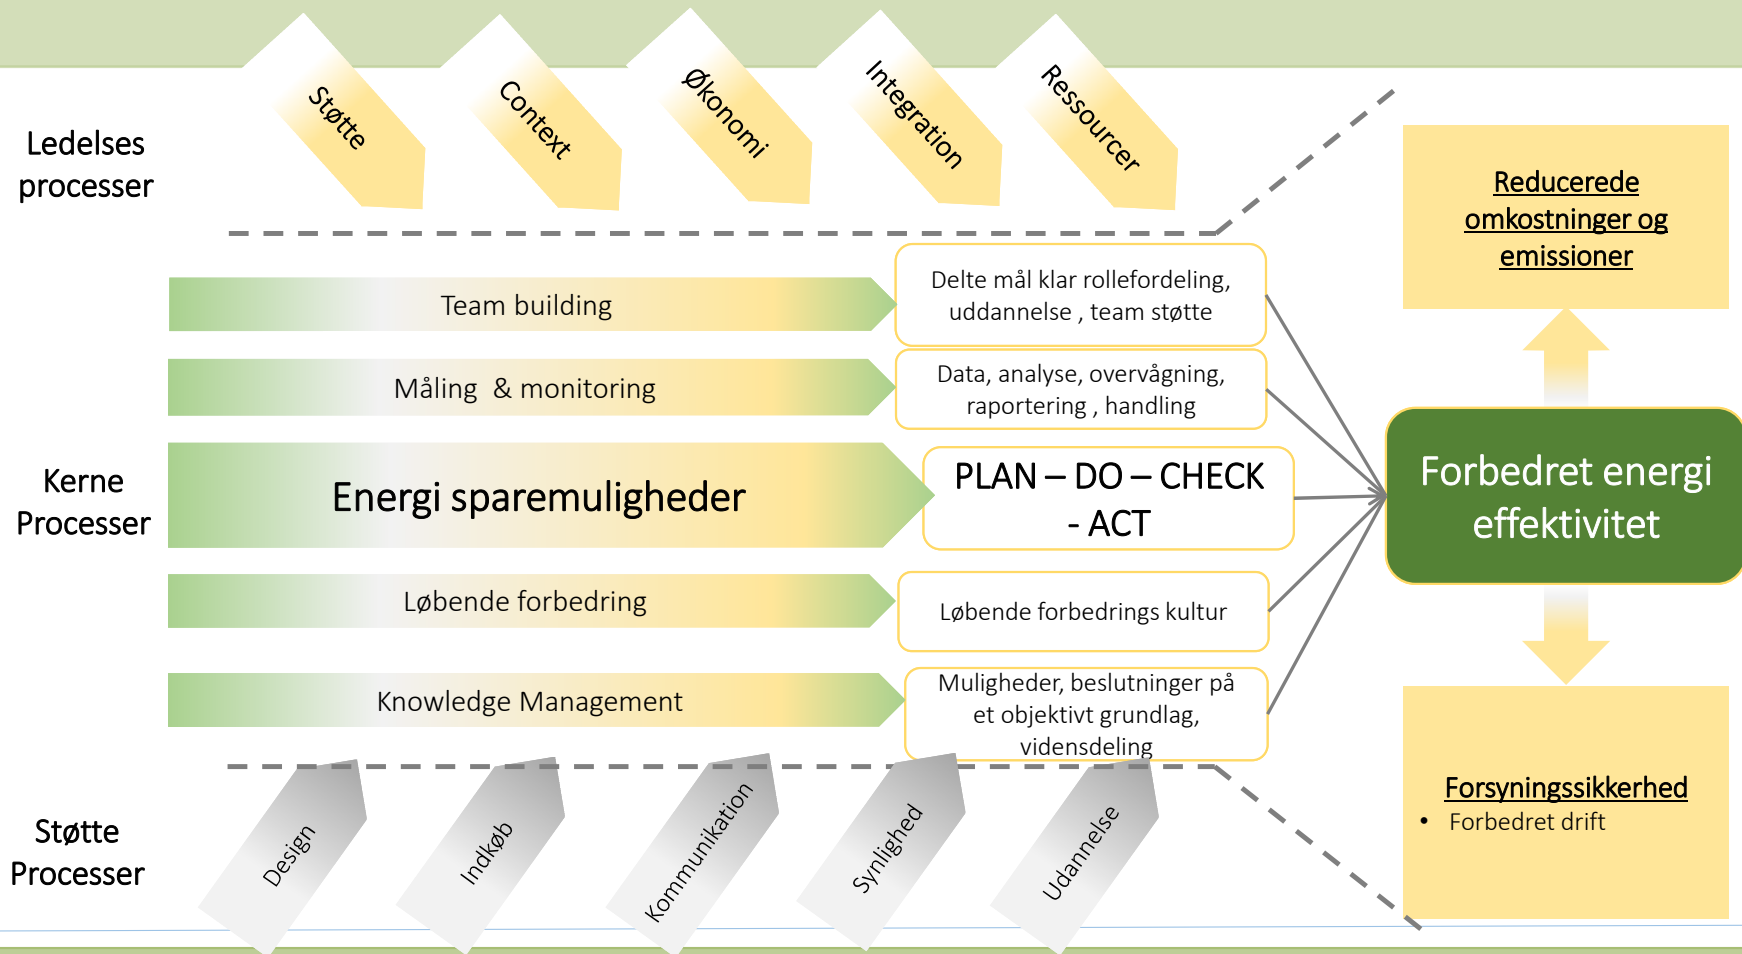 Støtte
Context
Økonomi
Integration
Ressourcer
Ledelses
processer
Reducerede
omkostninger og
emissioner
Team building
Delte mål klar rollefordeling,
uddannelse , team støtte
Måling & monitoring
Data, analyse, overvågning,
raportering , handling
Kerne
Processer
Energi sparemuligheder
PLAN – DO – CHECK
- ACT
Forbedret energi
effektivitet
Løbende forbedring
Løbende forbedrings kultur
Knowledge Management
Muligheder, beslutninger på
et objektivt grundlag,
vidensdeling
Støtte
Processer
Design
Indkøb
Kommunikation
Synlighed
Udannelse
Forsyningssikkerhed
• Forbedret drift